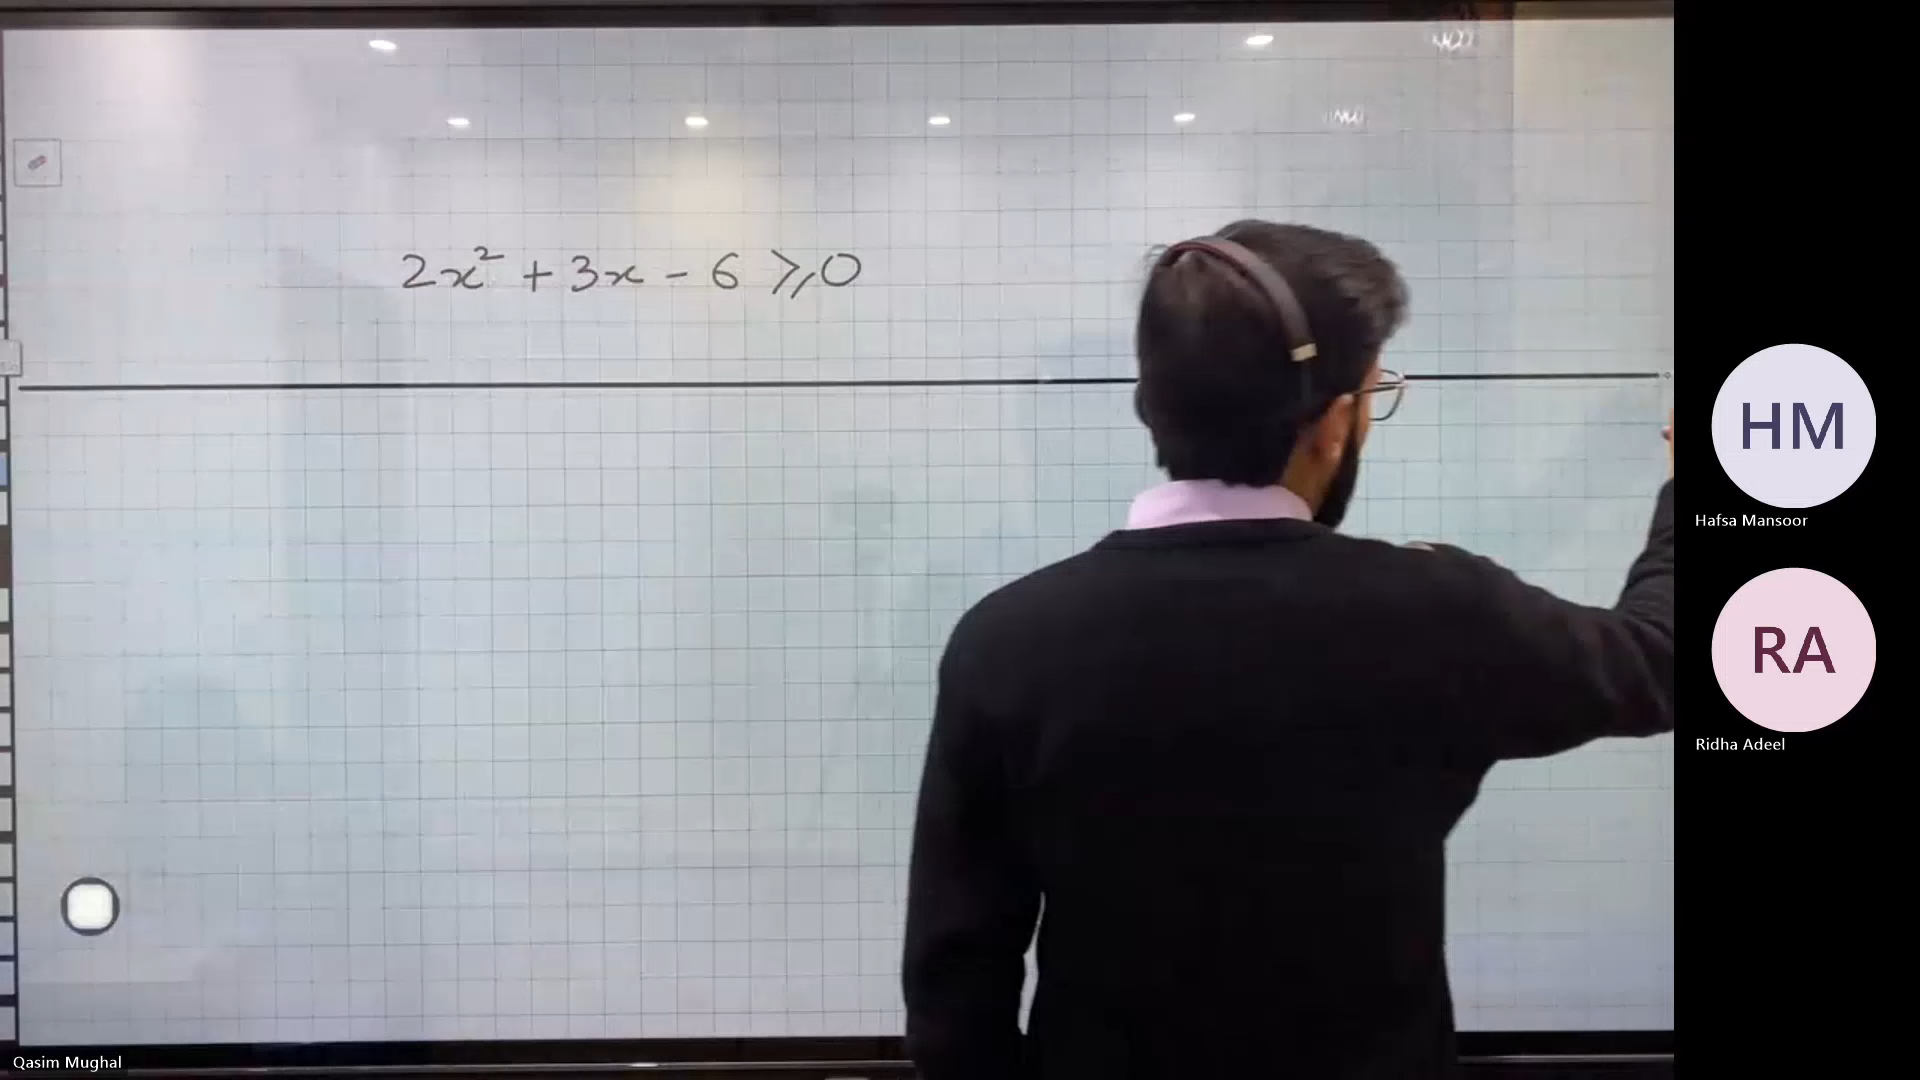 2x² + 3x - 6 ⩾ 0
HM
Hafsa Mansoor
RA
Ridha Adeel
Qasim Mughal